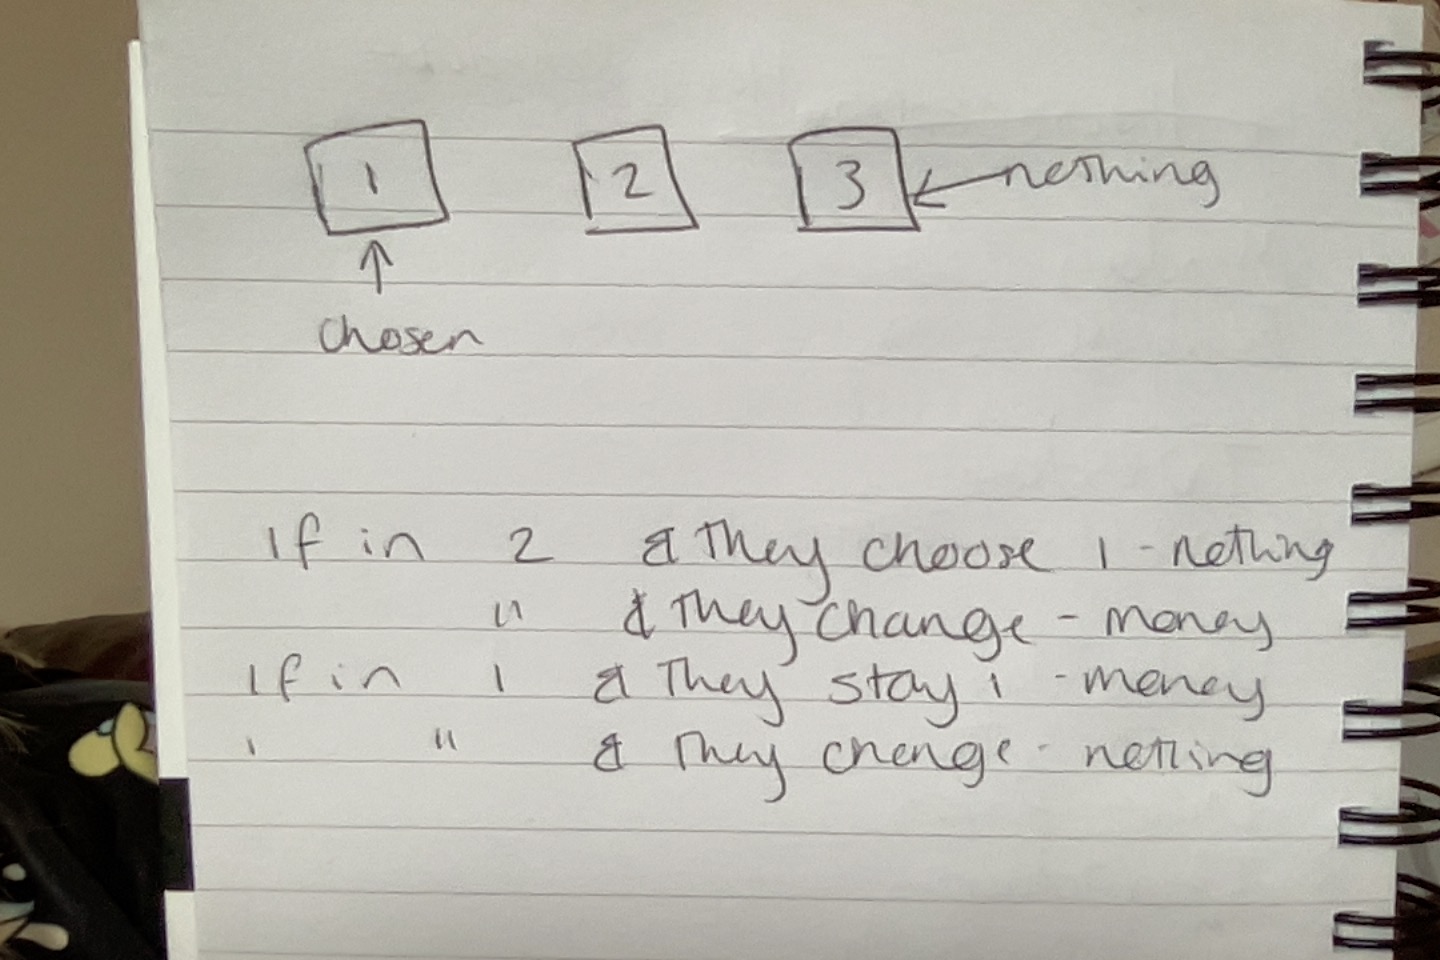 1 2 3 nothing
chosen
If in 2 & they choose 1 - nothing
" & they change - money
If in 1 & they stay 1 - money
" & they change - nothing